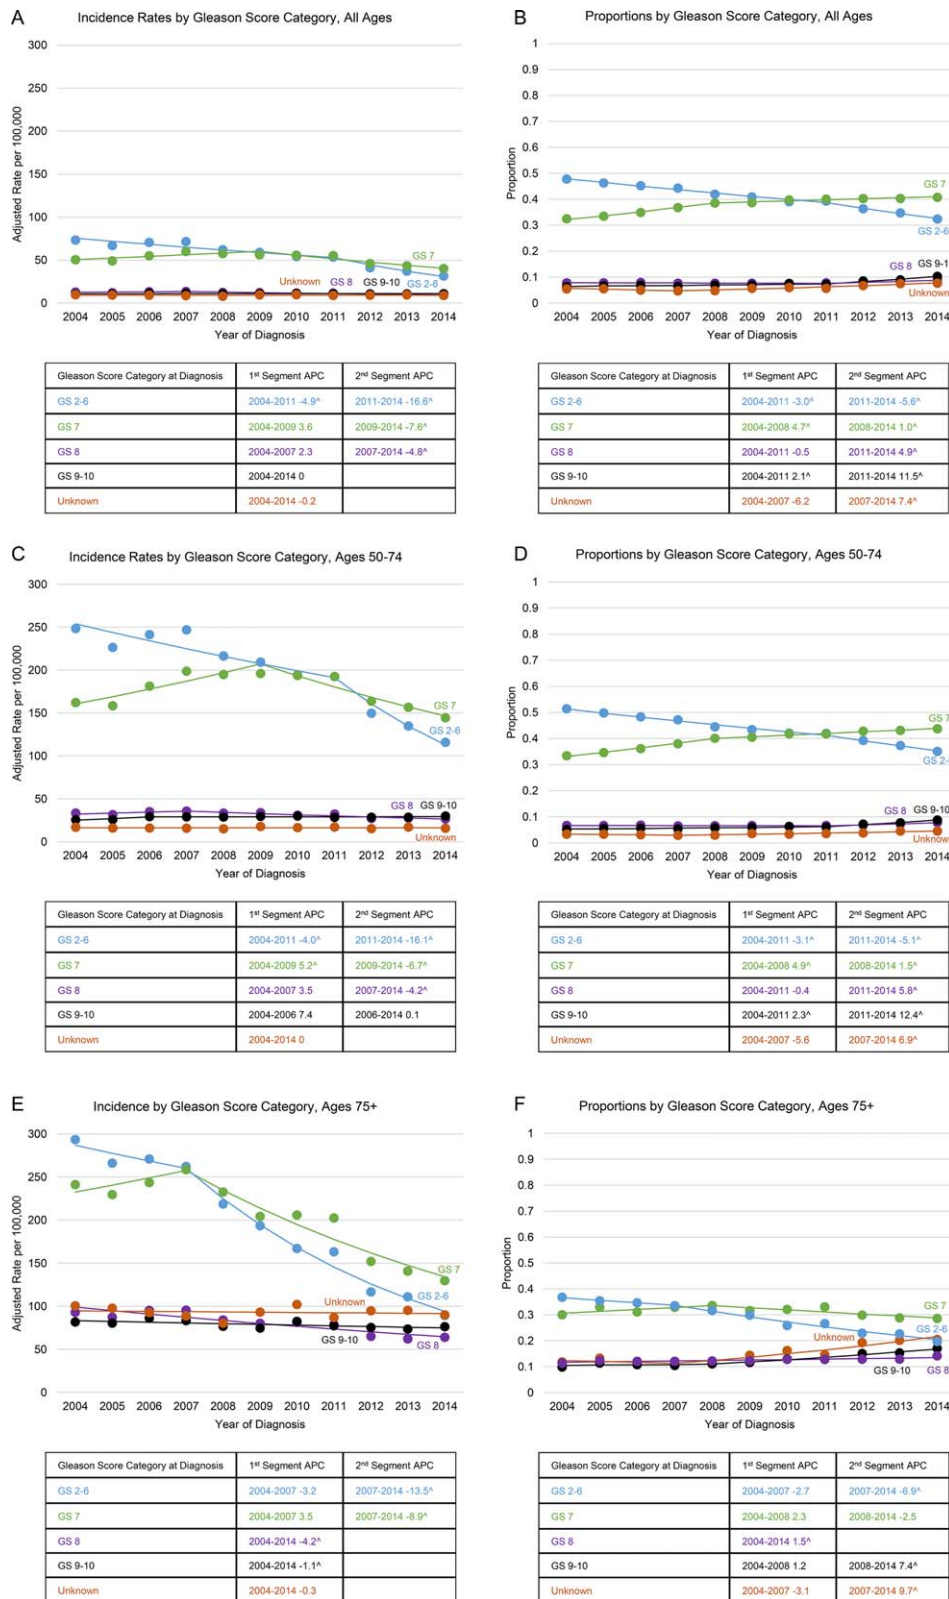 A
Incidence Rates by Gleason Score Category, All Ages
300
250
200
150
100
50
0
Adjusted Rate per 100,000
GS 7
Unknown GS 8 GS 9-10 GS 2-6
2004 2005 2006 2007 2008 2009 2010 2011 2012 2013 2014
Year of Diagnosis
Gleason Score Category at Diagnosis 1st Segment APC 2nd Segment APC
GS 2-6 2004-2011 -4.9^ 2011-2014 -16.6^
GS 7 2004-2009 3.6 2009-2014 -7.6^
GS 8 2004-2007 2.3 2007-2014 -4.8^
GS 9-10 2004-2014 0
Unknown 2004-2014 -0.2
B
Proportions by Gleason Score Category, All Ages
1
0.9
0.8
0.7
0.6
0.5
0.4
0.3
0.2
0.1
0
Proportion
GS 7
GS 2-6
GS 9-1
GS 8
Unknown
2004 2005 2006 2007 2008 2009 2010 2011 2012 2013 2014
Year of Diagnosis
Gleason Score Category at Diagnosis 1st Segment APC 2nd Segment APC
GS 2-6 2004-2011 -3.0^ 2011-2014 -5.6^
GS 7 2004-2008 4.7^ 2008-2014 1.0^
GS 8 2004-2011 -0.5 2011-2014 4.9^
GS 9-10 2004-2011 2.1^ 2011-2014 11.5^
Unknown 2004-2007 -6.2 2007-2014 7.4^
C
Incidence Rates by Gleason Score Category, Ages 50-74
300
250
200
150
100
50
0
Adjusted Rate per 100,000
GS 7
GS 2-6
GS 8 GS 9-10
Unknown
2004 2005 2006 2007 2008 2009 2010 2011 2012 2013 2014
Year of Diagnosis
Gleason Score Category at Diagnosis 1st Segment APC 2nd Segment APC
GS 2-6 2004-2011 -4.0^ 2011-2014 -16.1^
GS 7 2004-2009 5.2^ 2009-2014 -6.7^
GS 8 2004-2007 3.5 2007-2014 -4.2^
GS 9-10 2004-2006 7.4 2006-2014 0.1
Unknown 2004-2014 0
D
Proportions by Gleason Score Category, Ages 50-74
1
0.9
0.8
0.7
0.6
0.5
0.4
0.3
0.2
0.1
0
Proportion
GS 7
GS 2-
GS 8 GS 9-10
Unknow
2004 2005 2006 2007 2008 2009 2010 2011 2012 2013 2014
Year of Diagnosis
Gleason Score Category at Diagnosis 1st Segment APC 2nd Segment APC
GS 2-6 2004-2011 -3.1^ 2011-2014 -5.1^
GS 7 2004-2008 4.9^ 2008-2014 1.5^
GS 8 2004-2011 -0.4 2011-2014 5.8^
GS 9-10 2004-2011 2.3^ 2011-2014 12.4^
Unknown 2004-2007 -5.6 2007-2014 6.9^
E
Incidence by Gleason Score Category, Ages 75+
300
250
200
150
100
50
0
Adjusted Rate per 100,000
GS 7
GS 2-6
Unknown
GS 9-10
GS 8
2004 2005 2006 2007 2008 2009 2010 2011 2012 2013 2014
Year of Diagnosis
Gleason Score Category at Diagnosis 1st Segment APC 2nd Segment APC
GS 2-6 2004-2007 -3.2 2007-2014 -13.5^
GS 7 2004-2007 3.5 2007-2014 -8.9^
GS 8 2004-2014 -4.2^
GS 9-10 2004-2014 -1.1^
Unknown 2004-2014 -0.3
F
Proportions by Gleason Score Category, Ages 75+
1
0.9
0.8
0.7
0.6
0.5
0.4
0.3
0.2
0.1
0
Proportion
GS 7
GS 2-6
Unknown
GS 9-10 GS 8
2004 2005 2006 2007 2008 2009 2010 2011 2012 2013 2014
Year of Diagnosis
Gleason Score Category at Diagnosis 1st Segment APC 2nd Segment APC
GS 2-6 2004-2007 -2.7 2007-2014 -6.9^
GS 7 2004-2008 2.3 2008-2014 -2.5
GS 8 2004-2014 1.5^
GS 9-10 2004-2008 1.2 2008-2014 7.4^
Unknown 2004-2007 -3.1 2007-2014 9.7^